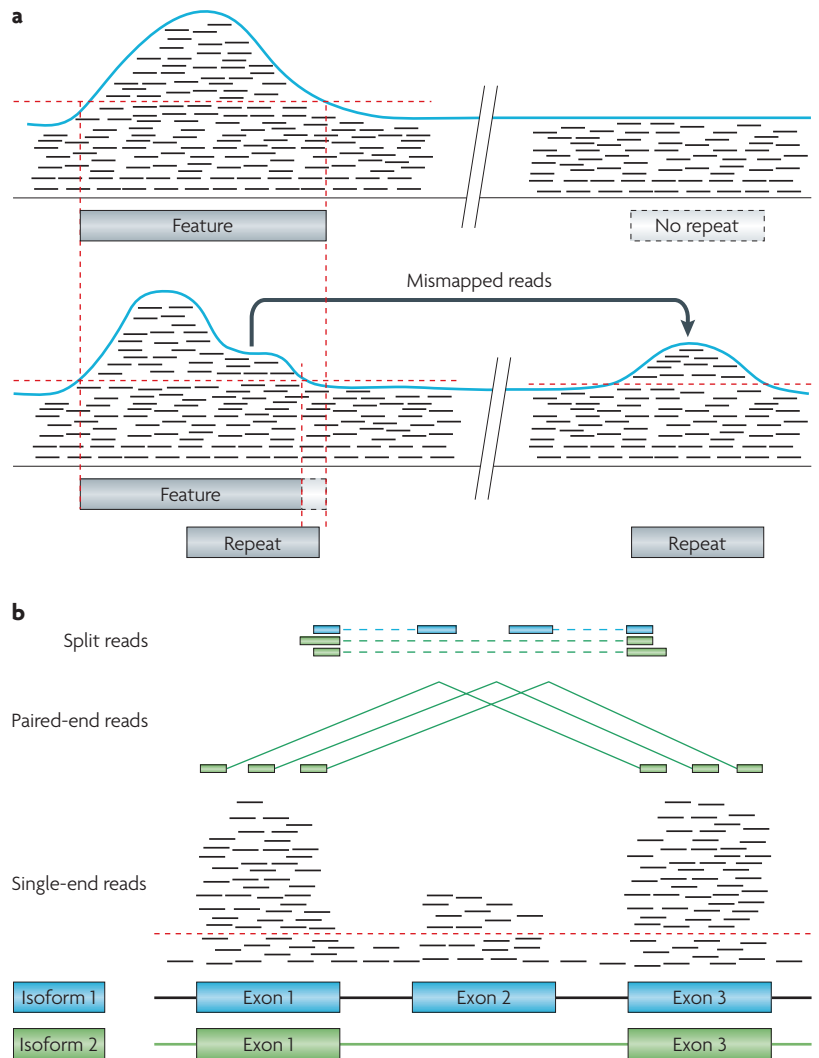 a
Feature
No repeat
Mismapped reads
Feature
Repeat
Repeat
b
Split reads
Paired-end reads
Single-end reads
Isoform 1
Exon 1
Exon 2
Exon 3
Isoform 2
Exon 1
Exon 3